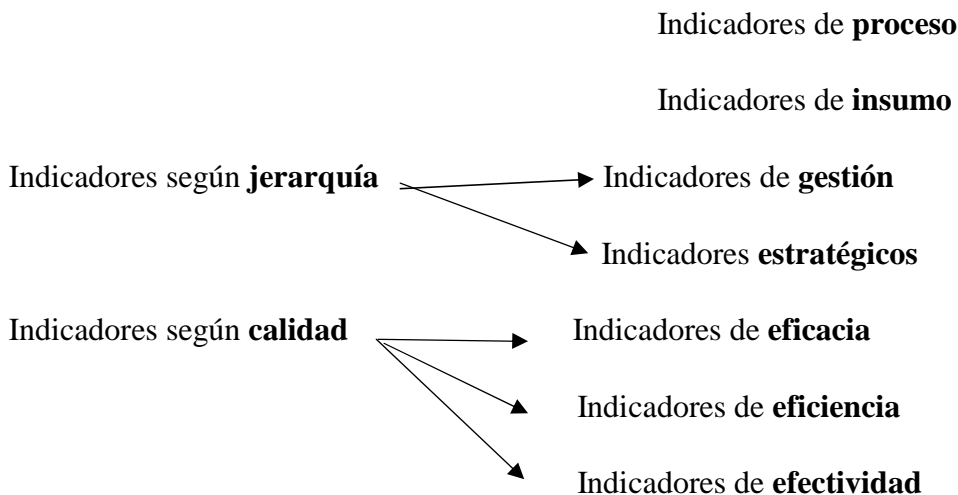 Indicadores de proceso
Indicadores de insumo
Indicadores según jerarquía Indicadores de gestión
Indicadores estratégicos
Indicadores según calidad Indicadores de eficacia
Indicadores de eficiencia
Indicadores de efectividad